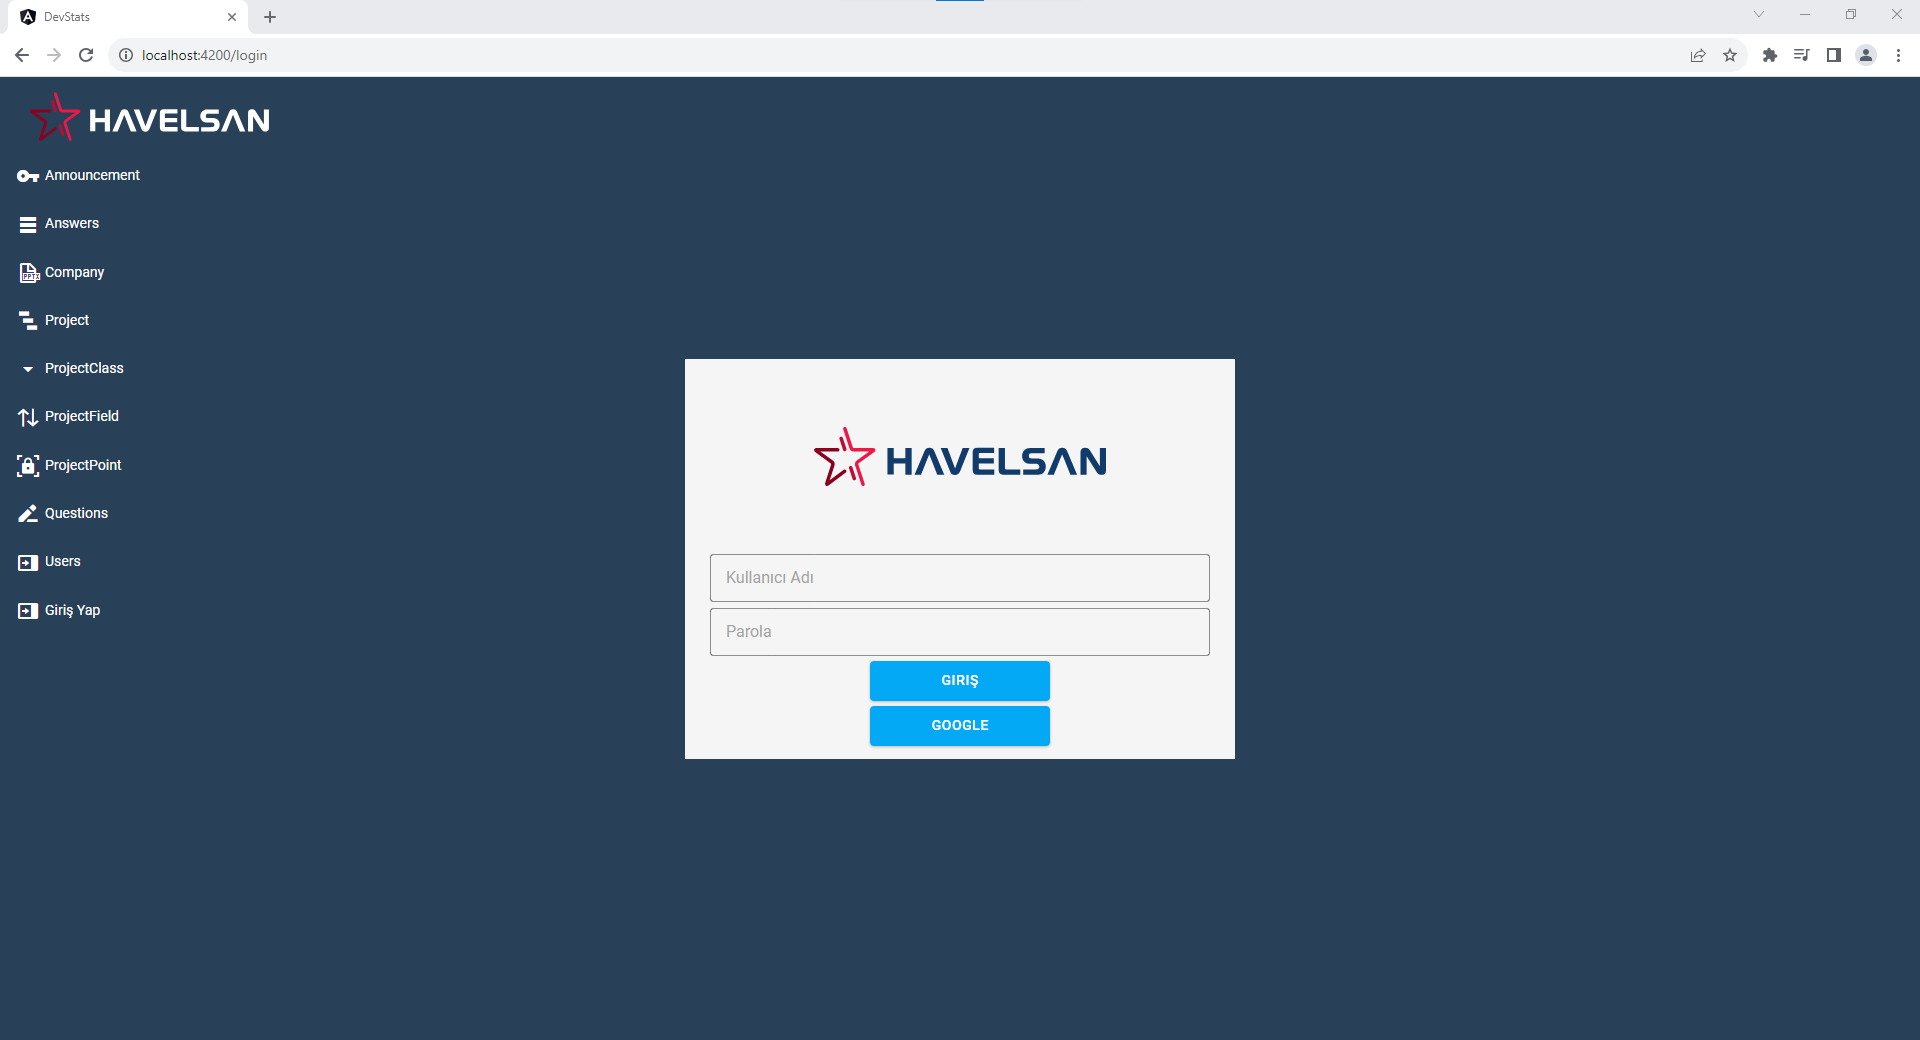 DevStats
localhost:4200/login
HAVELSAN
Announcement
Answers
PPTX
Company
Project
ProjectClass
ProjectField
ProjectPoint
Questions
Users
Giriş Yap
HAVELSAN
Kullanıcı Adı
Parola
GIRIŞ
GOOGLE